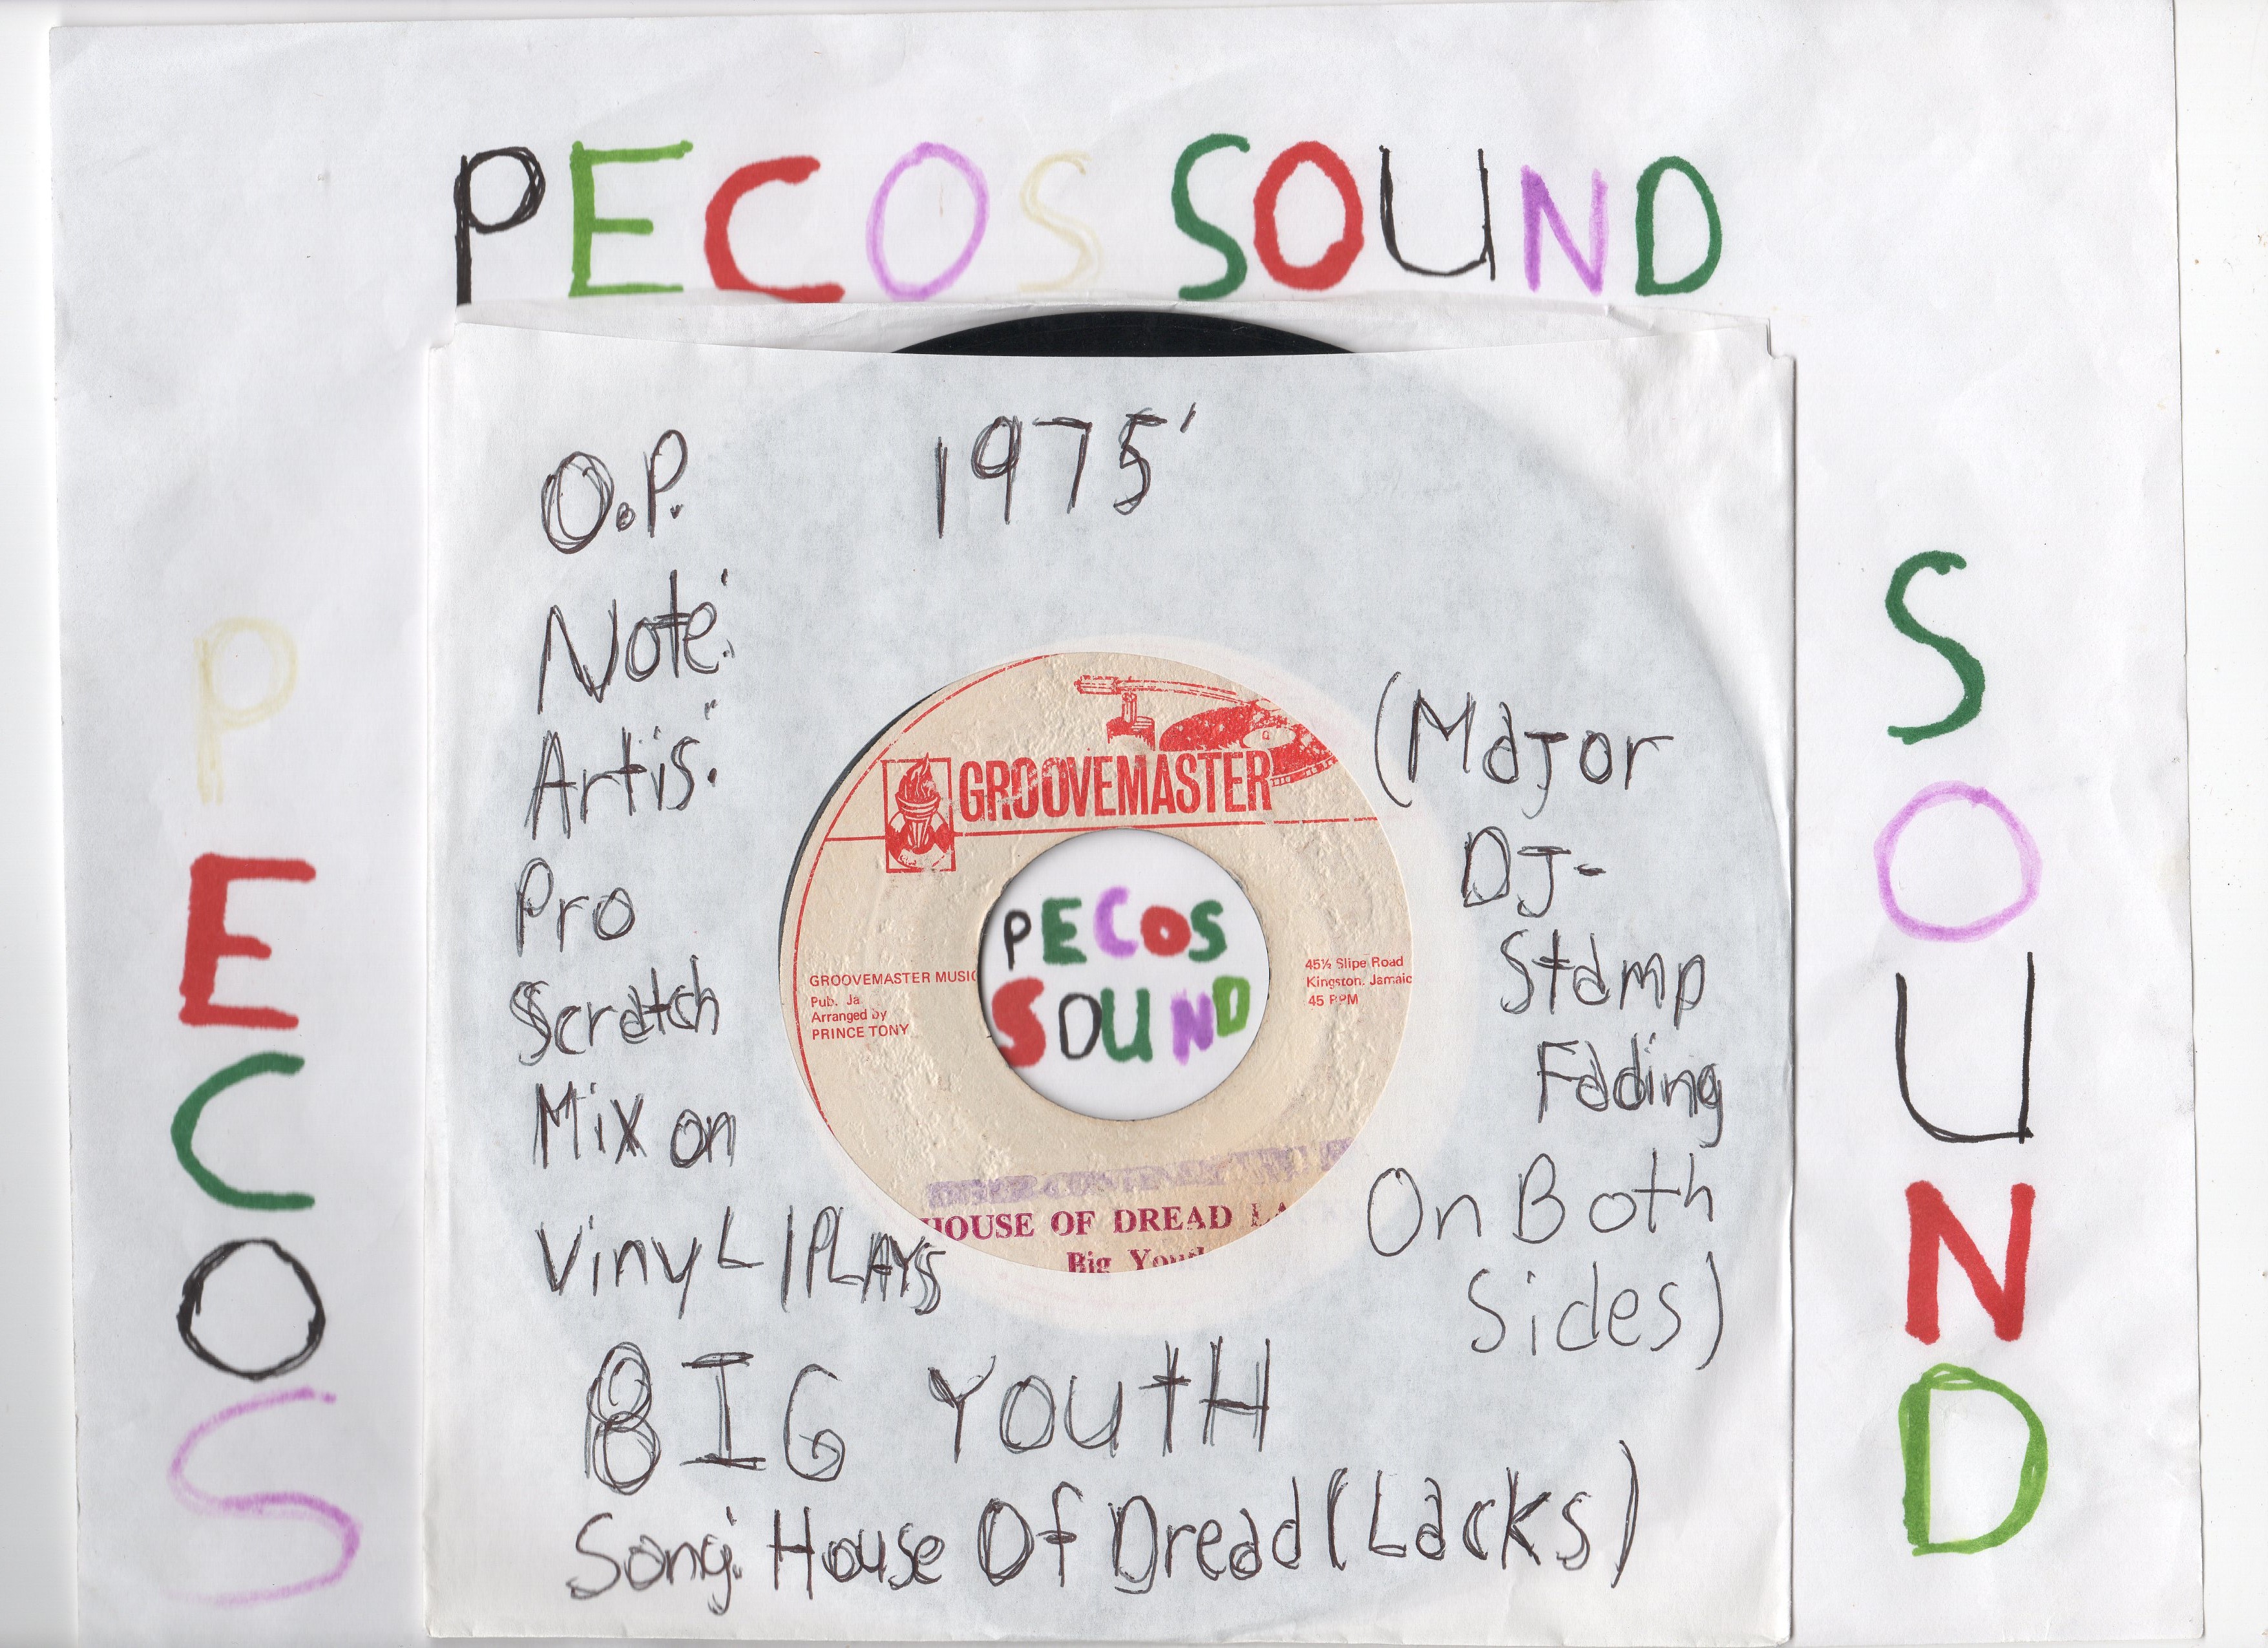 PECOS SOUND
O.P. 1975'
Note:
Artis:
Pro
Scratch
Mix on
Vinyl / PLAYS
(Major
DJ-
Stamp
Fading
On Both
Sides)
BIG YoutH
Song: House Of Dread (Lacks)
GROOVEMASTER
GROOVEMASTER MUSIC
Pub. Ja
Arranged by
PRINCE TONY
45½ Slipe Road
Kingston. Jamaic
45 RPM
PECOS
SOUND
HOUSE OF DREAD LA
Big Youth
PECOS
SOUND